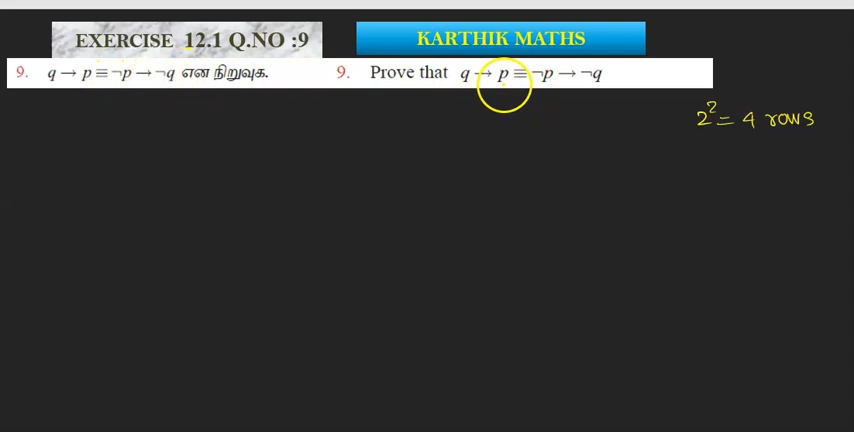 EXERCISE 12.1 Q.NO :9
KARTHIK MATHS
9. q → p ≡ ¬p → ¬q என நிறுவுக.
9. Prove that q → p ≡ ¬p → ¬q
2² = 4 rows